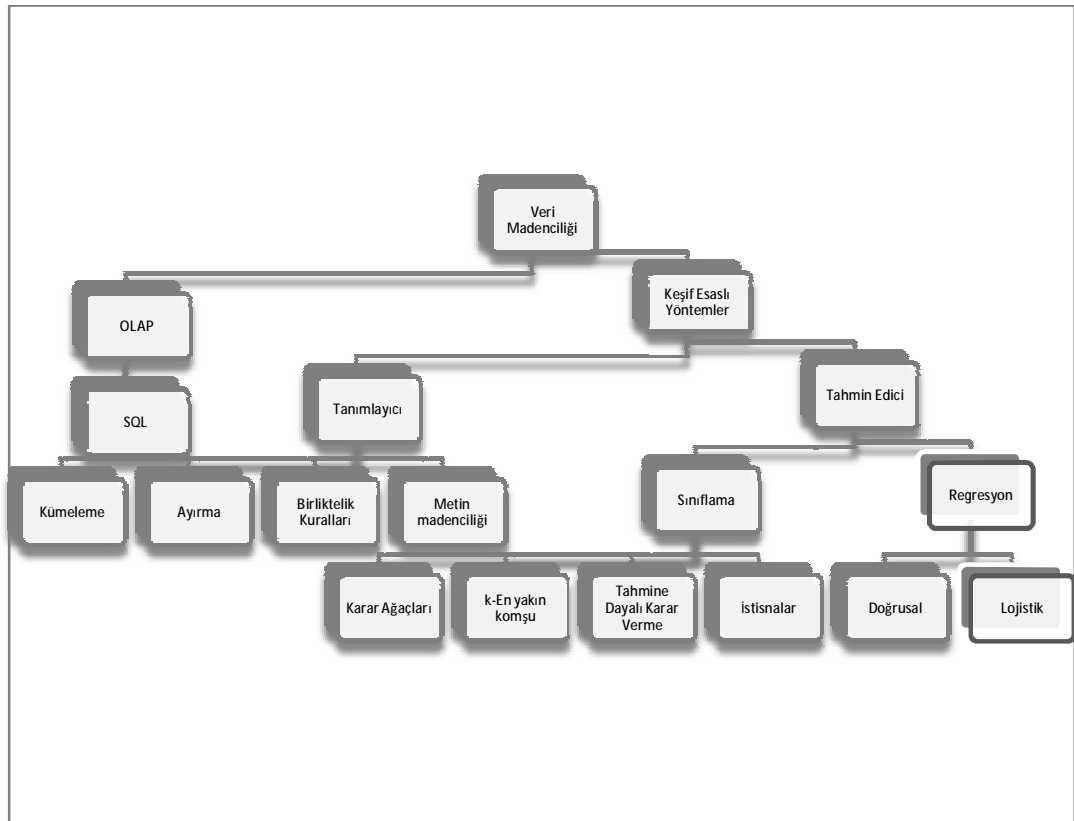 Veri
Madenciliği
Keşif Esaslı
Yöntemler
OLAP
Tanımlayıcı
Tahmin Edici
SQL
Kümeleme
Ayırma
Birliktelik
Kuralları
Metin
madenciliği
Sınıflama
Regresyon
Karar Ağaçları
k-En yakın
komşu
Tahmine
Dayalı Karar
Verme
İstisnalar
Doğrusal
Lojistik